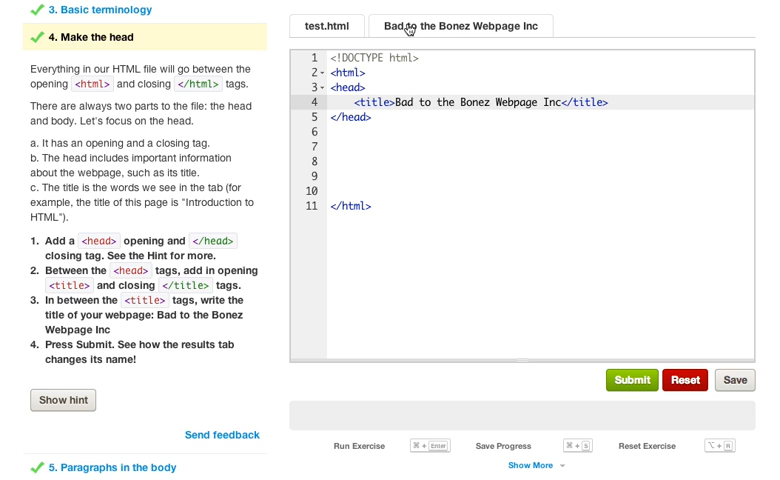 3. Basic terminology
4. Make the head
Everything in our HTML file will go between the
opening <html> and closing </html> tags.
There are always two parts to the file: the head
and body. Let's focus on the head.
a. It has an opening and a closing tag.
b. The head includes important information
about the webpage, such as its title.
c. The title is the words we see in the tab (for
example, the title of this page is "Introduction to
HTML").
1. Add a <head> opening and </head>
closing tag. See the Hint for more.
2. Between the <head> tags, add in opening
<title> and closing </title> tags.
3. In between the <title> tags, write the
title of your webpage: Bad to the Bonez
Webpage Inc
4. Press Submit. See how the results tab
changes its name!
Show hint
Send feedback
5. Paragraphs in the body
test.html
Bad to the Bonez Webpage Inc
1 <!DOCTYPE html>
2 <html>
3 <head>
4 <title>Bad to the Bonez Webpage Inc</title>
5 </head>
6
7
8
9
10
11 </html>
Submit Reset Save
Run Exercise ⌘ + Enter Save Progress ⌘ + S Reset Exercise ⌥ + R
Show More